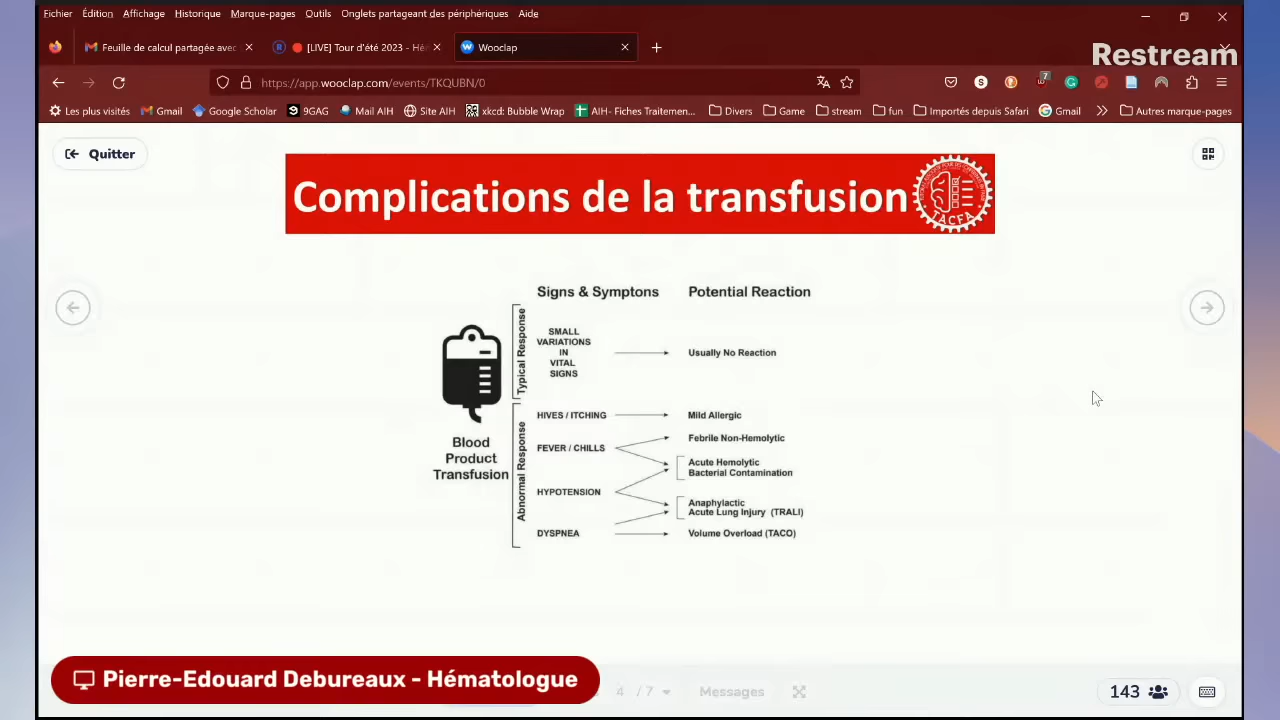 Fichier Édition Affichage Historique Marque-pages Outils Onglets partageant des périphériques Aide
Feuille de calcul partagée avec
[LIVE] Tour d'été 2023 - Hé
Wooclap
Restream
https://app.wooclap.com/events/TKQUBN/0
7
Les plus visités Gmail Google Scholar 9GAG Mail AIH Site AIH xkcd: Bubble Wrap AIH- Fiches Traitemen... Divers Game stream fun Importés depuis Safari Gmail Autres marque-pages
Quitter
Complications de la transfusion
TACFA
Signs & Symptons Potential Reaction
Typical Response
SMALL
VARIATIONS
IN
VITAL
SIGNS
Usually No Reaction
Blood
Product
Transfusion
Abnormal Response
HIVES / ITCHING
Mild Allergic
FEVER / CHILLS
Febrile Non-Hemolytic
Acute Hemolytic
Bacterial Contamination
HYPOTENSION
Anaphylactic
Acute Lung Injury (TRALI)
DYSPNEA
Volume Overload (TACO)
Pierre-Edouard Debureaux - Hématologue
4 / 7
Messages
143